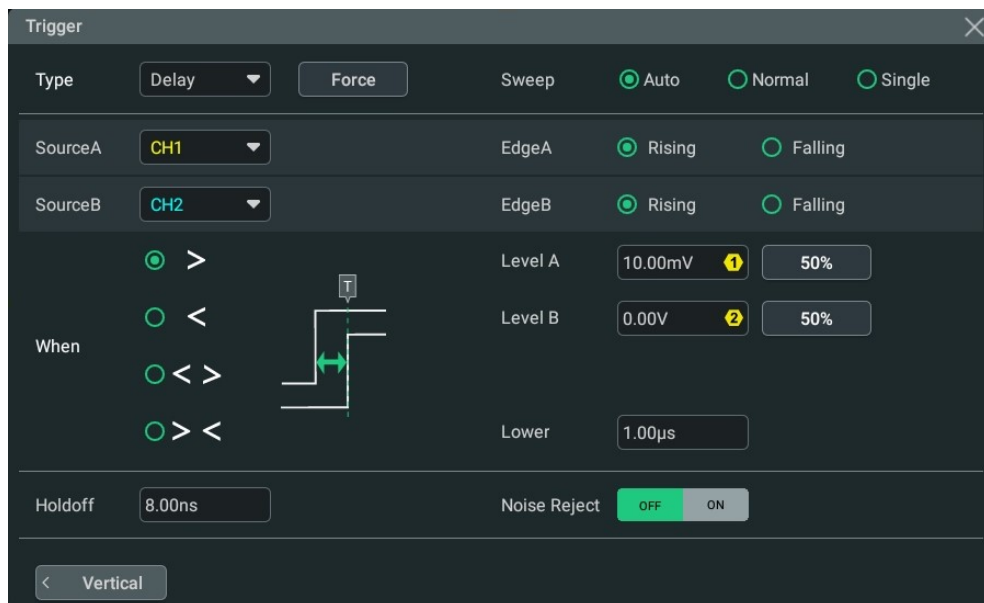 Trigger
Type Delay Force Sweep Auto Normal Single
SourceA CH1 EdgeA Rising Falling
SourceB CH2 EdgeB Rising Falling
When
>
<
< >
> <
T
Level A 10.00mV 1 50%
Level B 0.00V 2 50%
Lower 1.00µs
Holdoff 8.00ns Noise Reject OFF ON
< Vertical